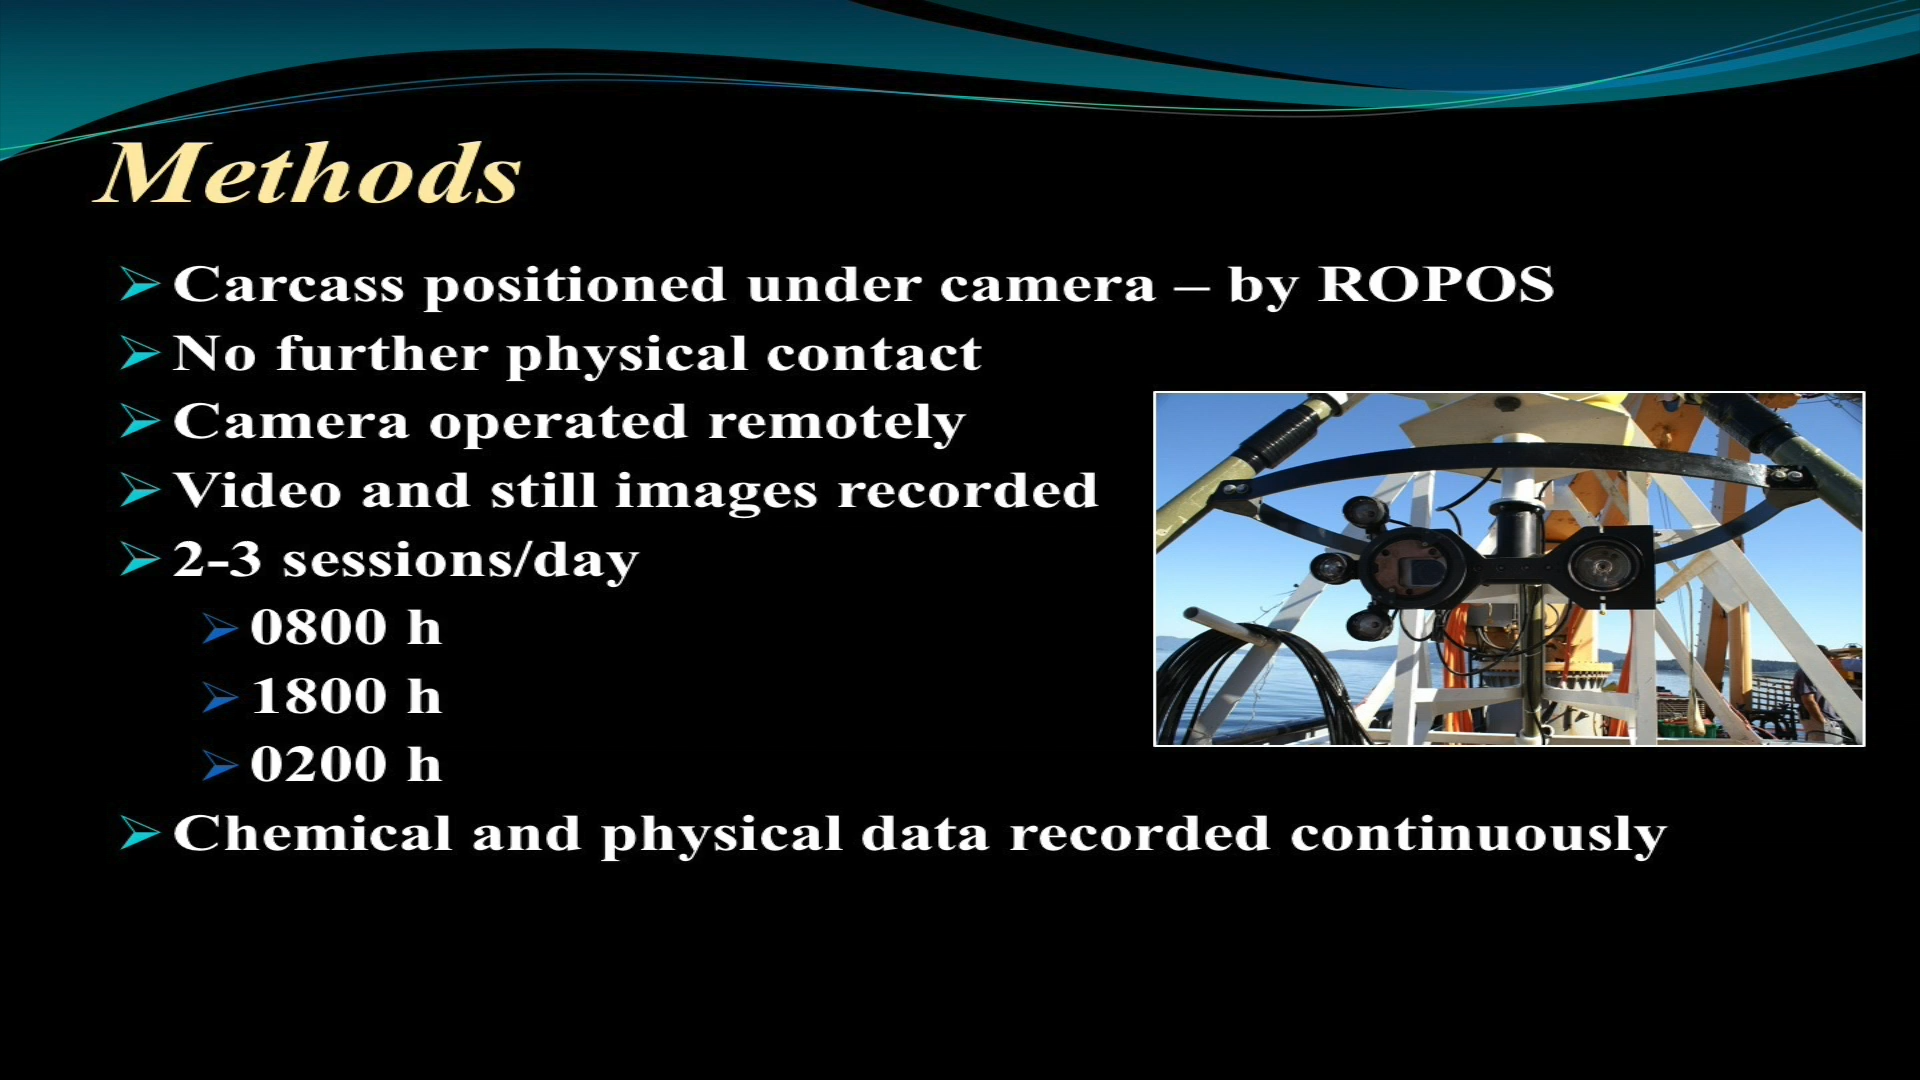 Methods
Carcass positioned under camera – by ROPOS
No further physical contact
Camera operated remotely
Video and still images recorded
2-3 sessions/day
0800 h
1800 h
0200 h
Chemical and physical data recorded continuously